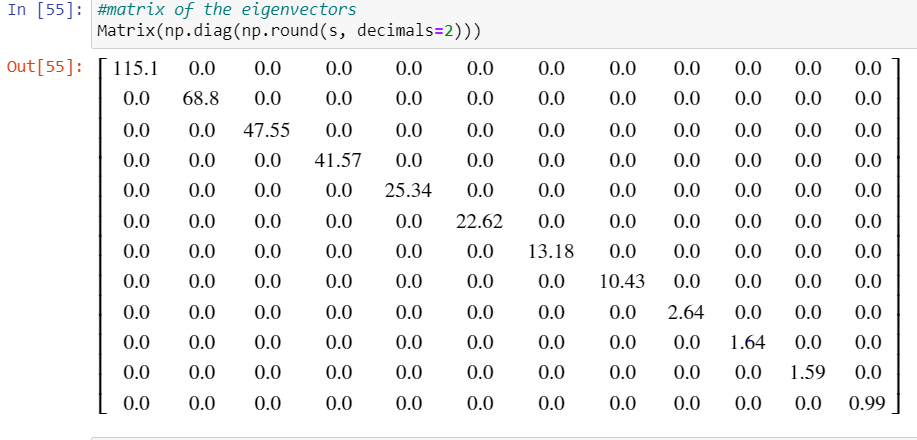 In [55]: #matrix of the eigenvectors
Matrix(np.diag(np.round(s, decimals=2)))
Out[55]: 115.1 0.0 0.0 0.0 0.0 0.0 0.0 0.0 0.0 0.0 0.0 0.0
0.0 68.8 0.0 0.0 0.0 0.0 0.0 0.0 0.0 0.0 0.0 0.0
0.0 0.0 47.55 0.0 0.0 0.0 0.0 0.0 0.0 0.0 0.0 0.0
0.0 0.0 0.0 41.57 0.0 0.0 0.0 0.0 0.0 0.0 0.0 0.0
0.0 0.0 0.0 0.0 25.34 0.0 0.0 0.0 0.0 0.0 0.0 0.0
0.0 0.0 0.0 0.0 0.0 22.62 0.0 0.0 0.0 0.0 0.0 0.0
0.0 0.0 0.0 0.0 0.0 0.0 13.18 0.0 0.0 0.0 0.0 0.0
0.0 0.0 0.0 0.0 0.0 0.0 0.0 10.43 0.0 0.0 0.0 0.0
0.0 0.0 0.0 0.0 0.0 0.0 0.0 0.0 2.64 0.0 0.0 0.0
0.0 0.0 0.0 0.0 0.0 0.0 0.0 0.0 0.0 1.64 0.0 0.0
0.0 0.0 0.0 0.0 0.0 0.0 0.0 0.0 0.0 0.0 1.59 0.0
0.0 0.0 0.0 0.0 0.0 0.0 0.0 0.0 0.0 0.0 0.0 0.99